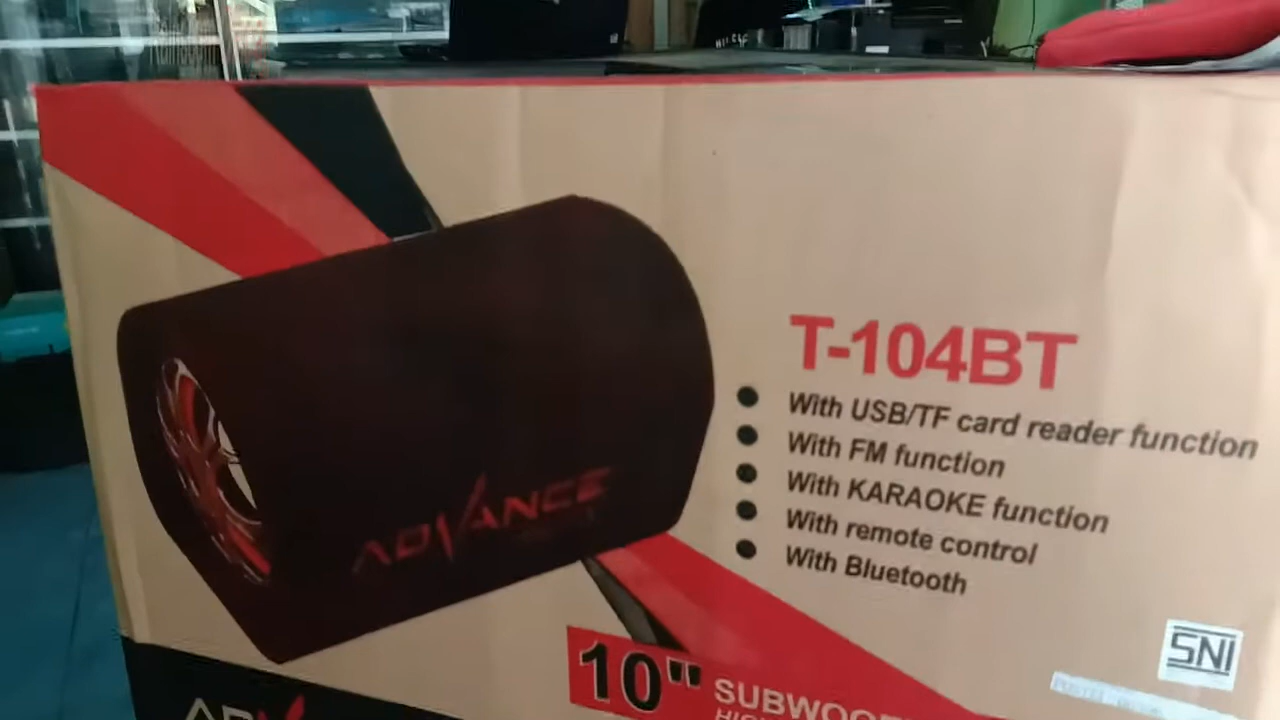 T-104BT
With USB/TF card reader function
With FM function
With KARAOKE function
With remote control
With Bluetooth
ADVANCE
SNI
10"